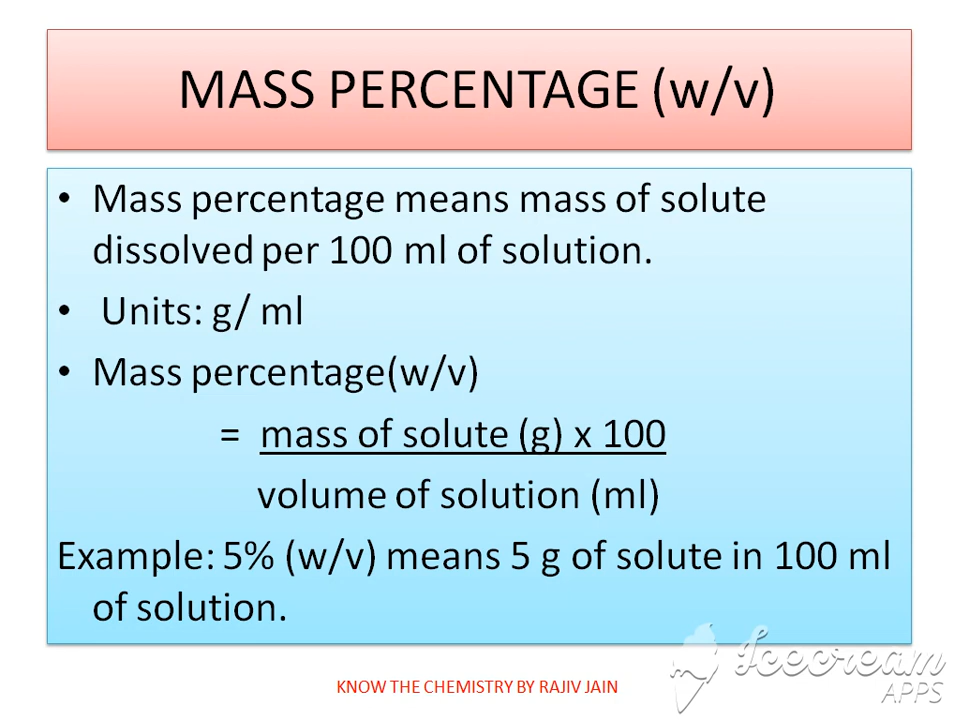 MASS PERCENTAGE (w/v)
• Mass percentage means mass of solute
dissolved per 100 ml of solution.
• Units: g/ ml
• Mass percentage(w/v)
= mass of solute (g) x 100
volume of solution (ml)
Example: 5% (w/v) means 5 g of solute in 100 ml
of solution.
KNOW THE CHEMISTRY BY RAJIV JAIN
Icecream
APPS